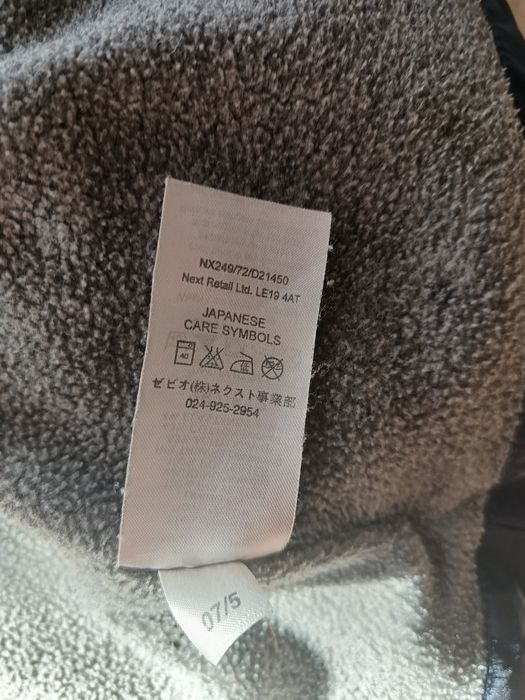 NX249/72/D21450
Next Retail Ltd. LE19 4AT
JAPANESE
CARE SYMBOLS
40
ゼビオ(株)ネクスト事業部
024-925-2954
07/5